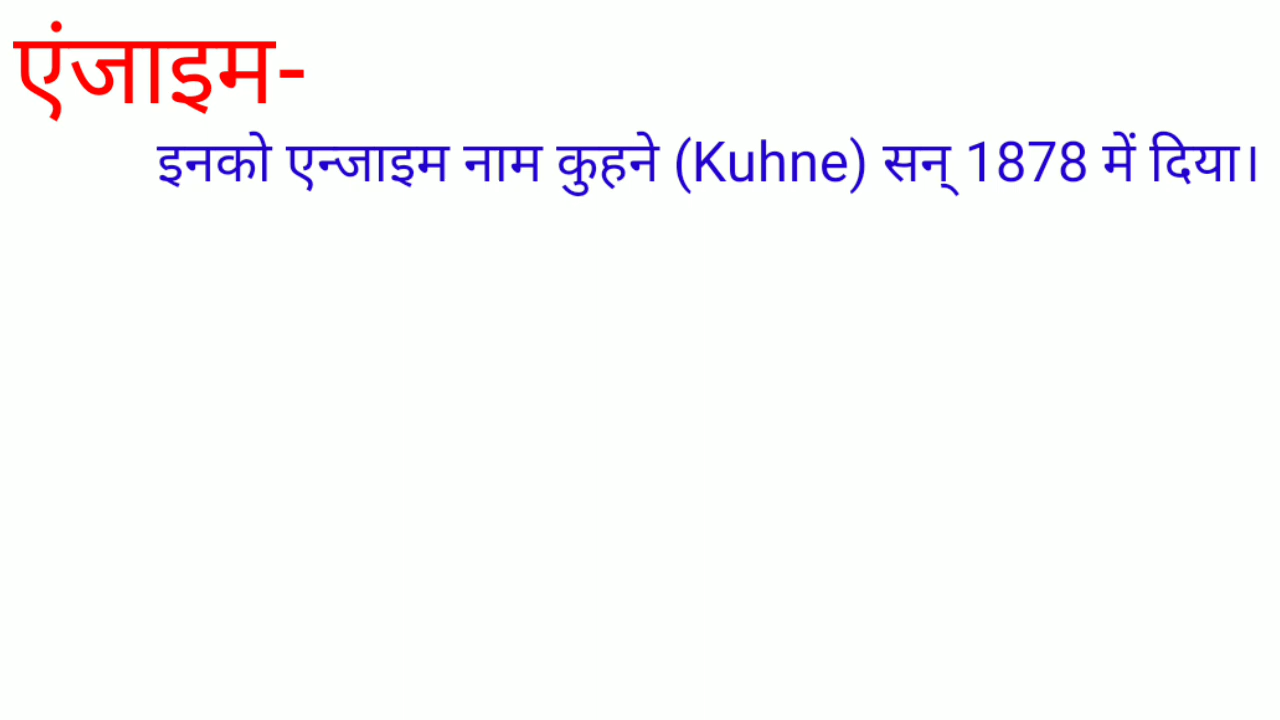 एंजाइम-
इनको एन्जाइम नाम कुहने (Kuhne) सन् 1878 में दिया।